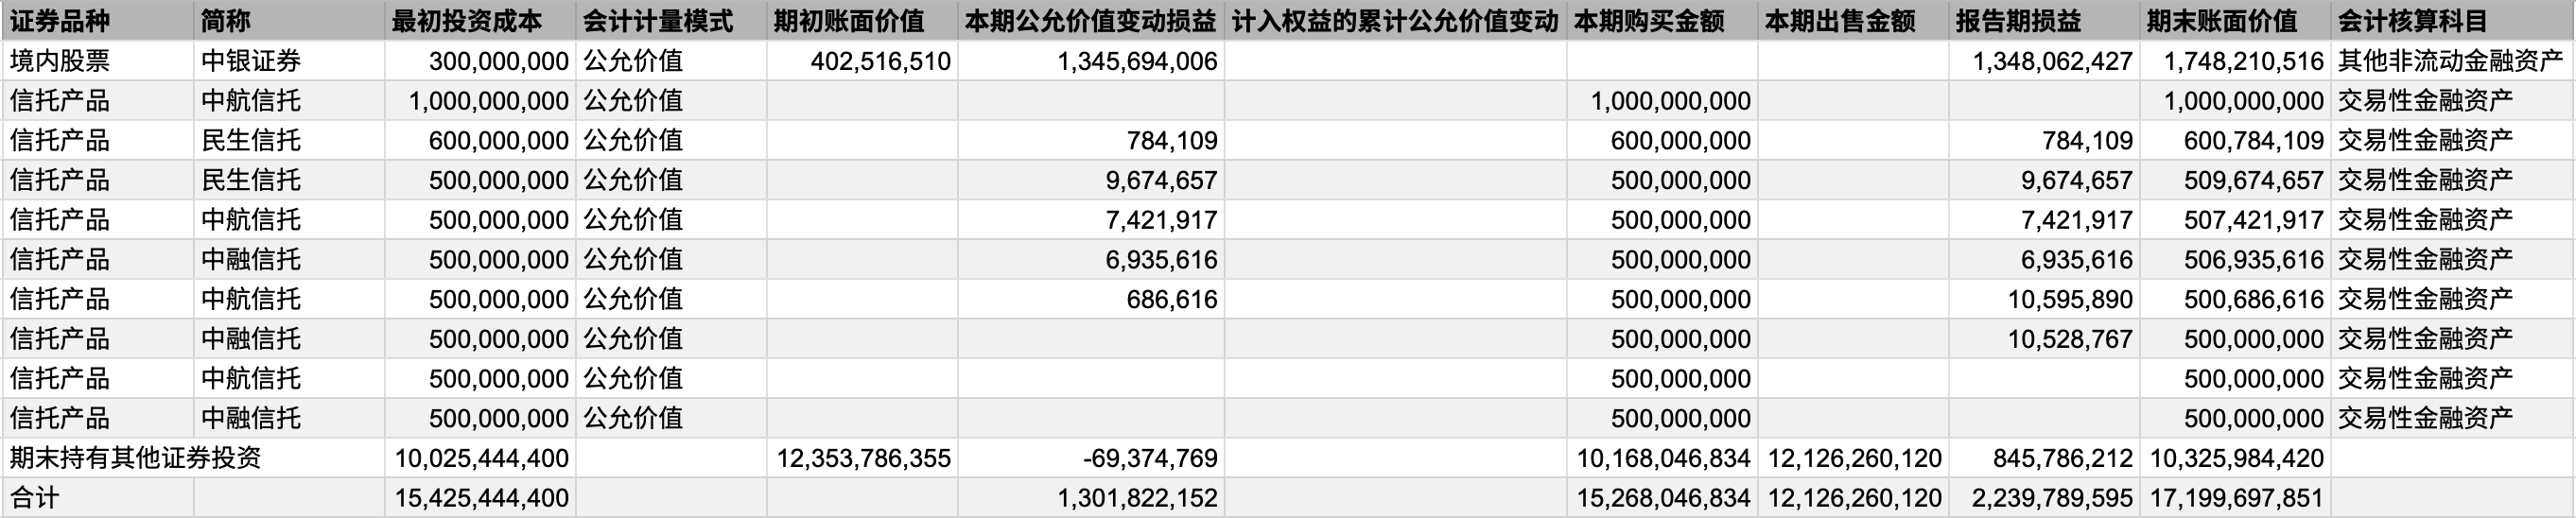 证券品种 简称 最初投资成本 会计计量模式 期初账面价值 本期公允价值变动损益 计入权益的累计公允价值变动 本期购买金额 本期出售金额 报告期损益 期末账面价值 会计核算科目
境内股票 中银证券 300,000,000 公允价值 402,516,510 1,345,694,006 1,348,062,427 1,748,210,516 其他非流动金融资产
信托产品 中航信托 1,000,000,000 公允价值 1,000,000,000 1,000,000,000 交易性金融资产
信托产品 民生信托 600,000,000 公允价值 784,109 600,000,000 784,109 600,784,109 交易性金融资产
信托产品 民生信托 500,000,000 公允价值 9,674,657 500,000,000 9,674,657 509,674,657 交易性金融资产
信托产品 中航信托 500,000,000 公允价值 7,421,917 500,000,000 7,421,917 507,421,917 交易性金融资产
信托产品 中融信托 500,000,000 公允价值 6,935,616 500,000,000 6,935,616 506,935,616 交易性金融资产
信托产品 中航信托 500,000,000 公允价值 686,616 500,000,000 10,595,890 500,686,616 交易性金融资产
信托产品 中融信托 500,000,000 公允价值 500,000,000 10,528,767 500,000,000 交易性金融资产
信托产品 中航信托 500,000,000 公允价值 500,000,000 500,000,000 交易性金融资产
信托产品 中融信托 500,000,000 公允价值 500,000,000 500,000,000 交易性金融资产
期末持有其他证券投资 10,025,444,400 12,353,786,355 -69,374,769 10,168,046,834 12,126,260,120 845,786,212 10,325,984,420
合计 15,425,444,400 1,301,822,152 15,268,046,834 12,126,260,120 2,239,789,595 17,199,697,851